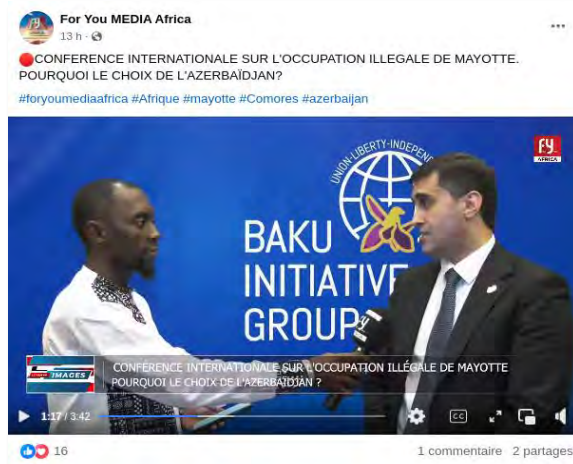 For You MEDIA Africa
13 h ·
CONFERENCE INTERNATIONALE SUR L'OCCUPATION ILLEGALE DE MAYOTTE.
POURQUOI LE CHOIX DE L'AZERBAÏDJAN?
#foryoumediaafrica #Afrique #mayotte #Comores #azerbaijan
UNION-LIBERTY-INDEPEN
FY
AFRICA
BAKU
INITIATIVE
GROUP
IMAGES
CONFÉRENCE INTERNATIONALE SUR L'OCCUPATION ILLÉGALE DE MAYOTTE
POURQUOI LE CHOIX DE L'AZERBAÏDJAN ?
1:17 / 3:42
CC
16
1 commentaire 2 partages